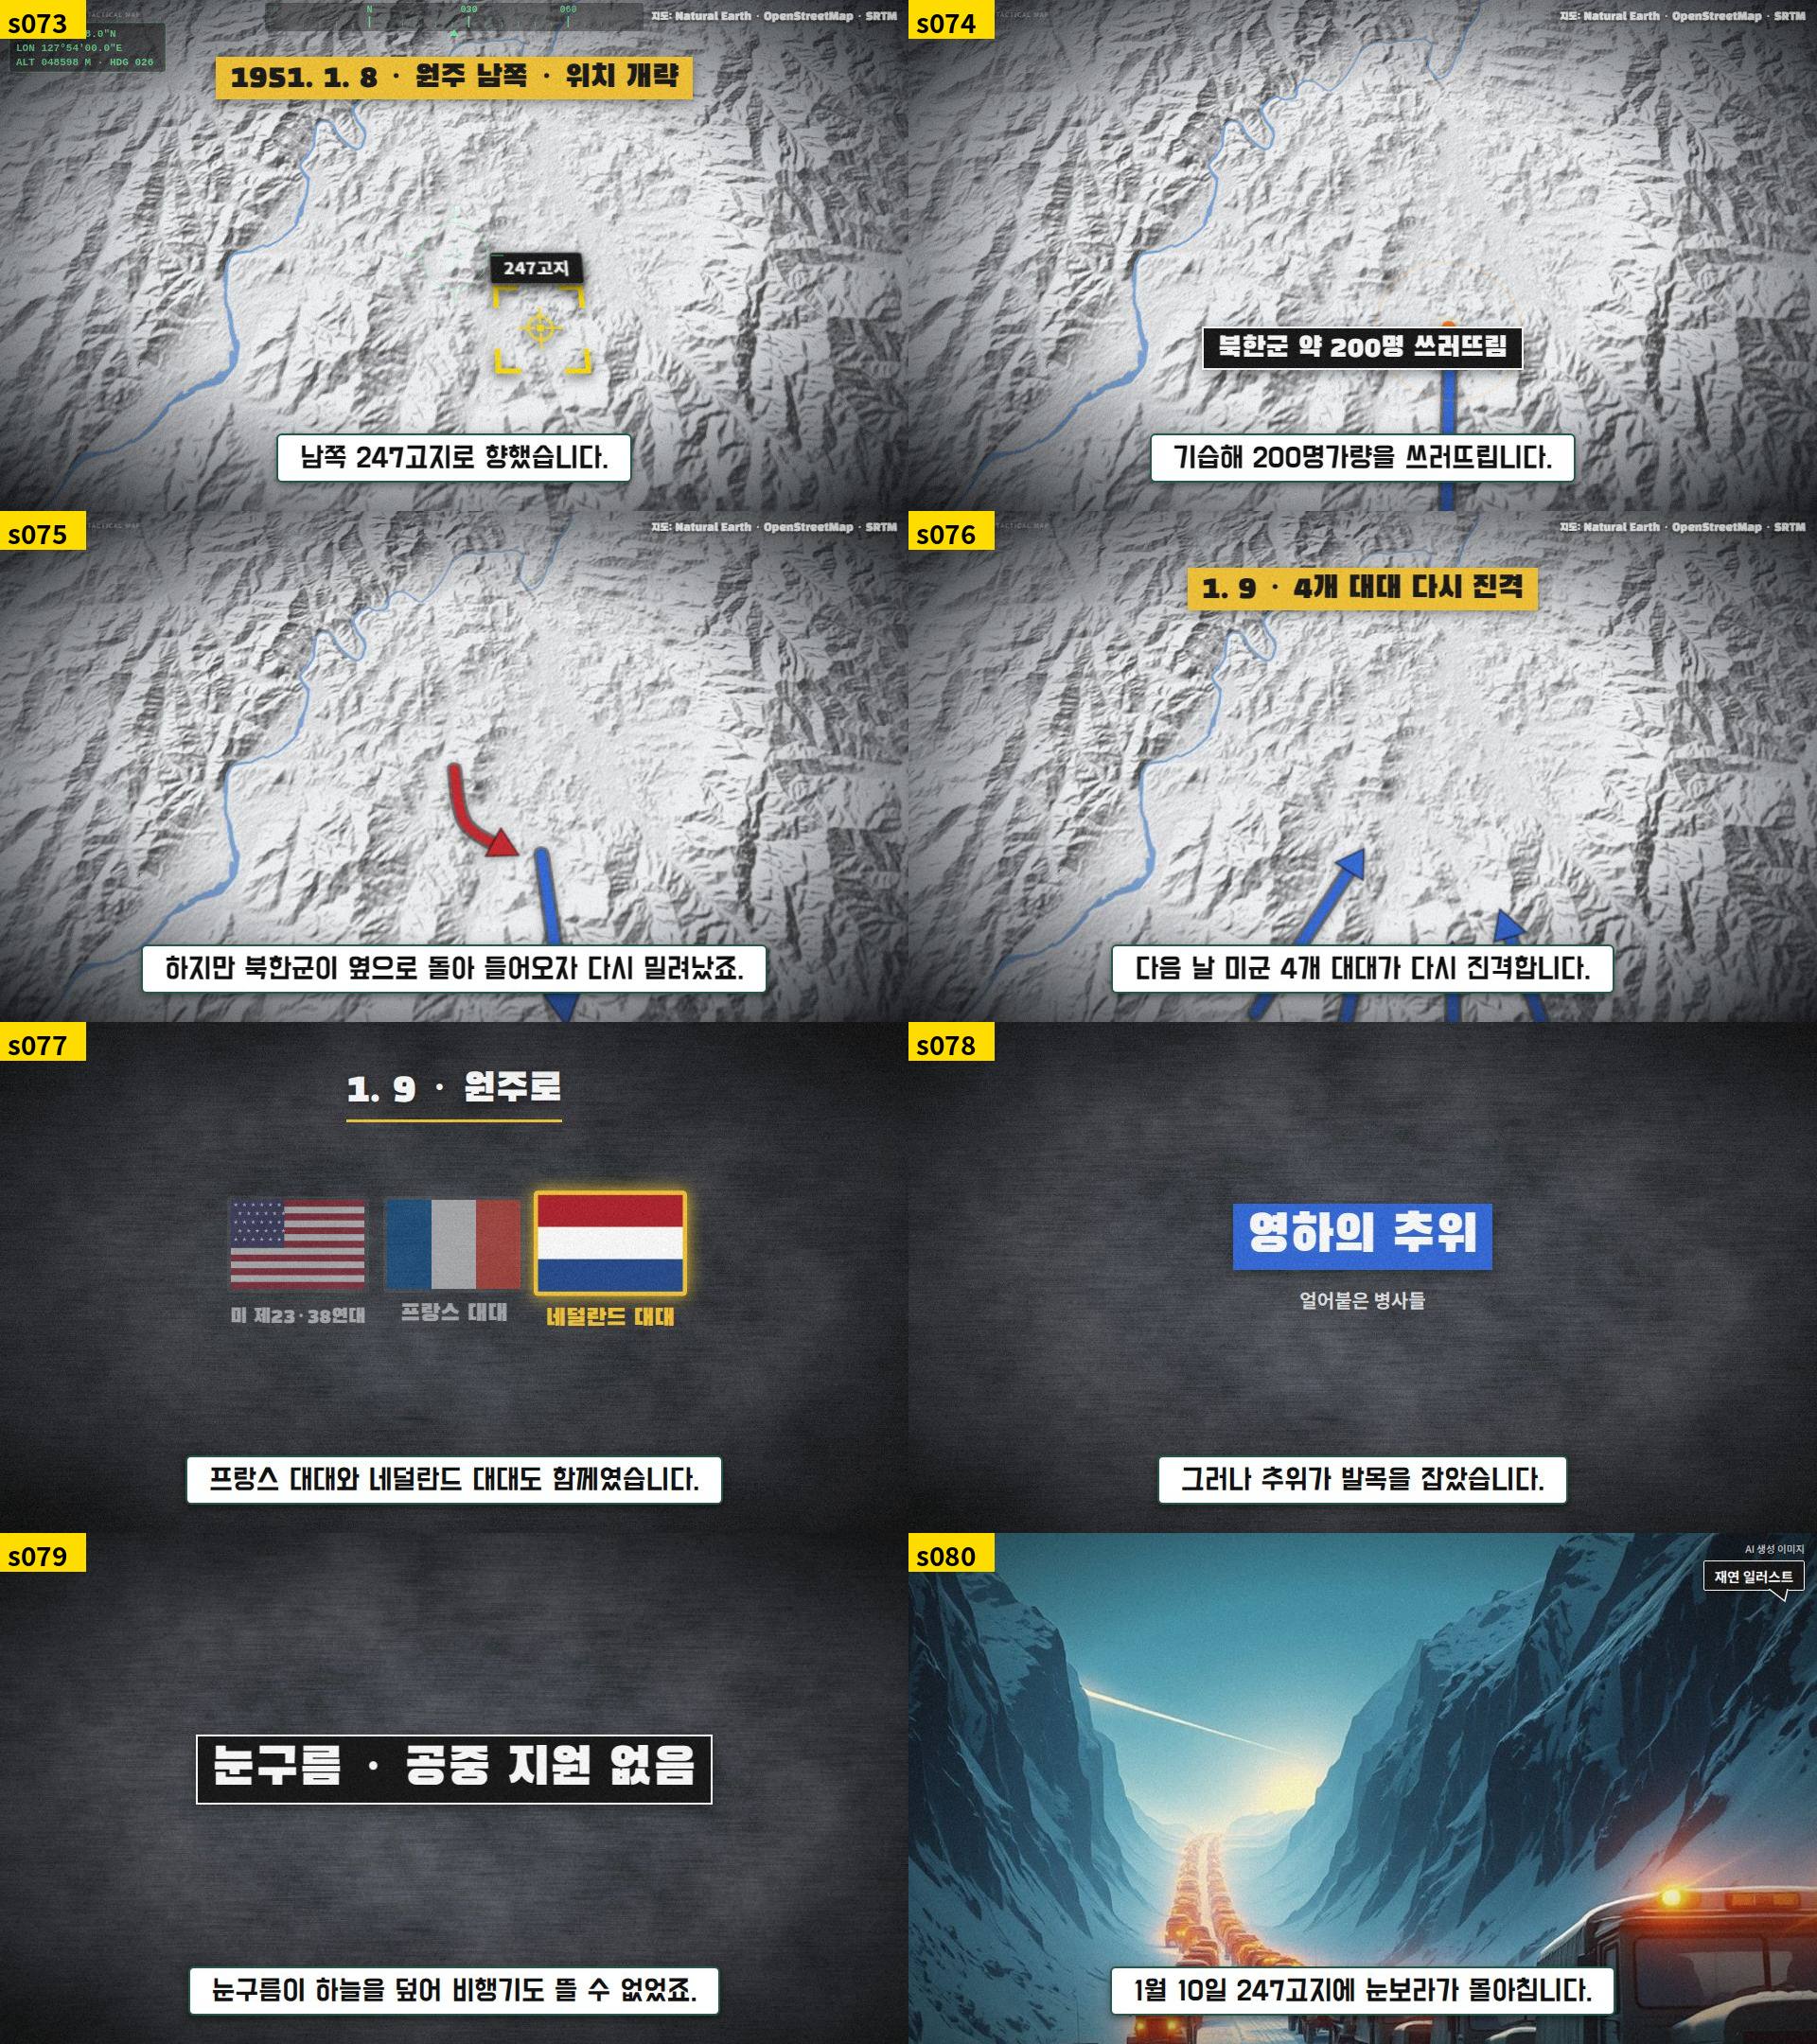 s073
N 030 060
8.0"N
LON 127°54'00.0"E
ALT 048598 M · HDG 026
지도: Natural Earth · OpenStreetMap · SRTM
1951. 1. 8 · 원주 남쪽 · 위치 개략
247고지
남쪽 247고지로 향했습니다.
s074
TACTICAL MAP
지도: Natural Earth · OpenStreetMap · SRTM
북한군 약 200명 쓰러뜨림
기습해 200명가량을 쓰러뜨립니다.
s075
TACTICAL MAP
지도: Natural Earth · OpenStreetMap · SRTM
하지만 북한군이 옆으로 돌아 들어오자 다시 밀려났죠.
s076
TACTICAL MAP
지도: Natural Earth · OpenStreetMap · SRTM
1. 9 · 4개 대대 다시 진격
다음 날 미군 4개 대대가 다시 진격합니다.
s077
1. 9 · 원주로
미 제23·38연대 프랑스 대대 네덜란드 대대
프랑스 대대와 네덜란드 대대도 함께였습니다.
s078
영하의 추위
얼어붙은 병사들
그러나 추위가 발목을 잡았습니다.
s079
눈구름 · 공중 지원 없음
눈구름이 하늘을 덮어 비행기도 뜰 수 없었죠.
s080
AI 생성 이미지
재연 일러스트
1월 10일 247고지에 눈보라가 몰아칩니다.